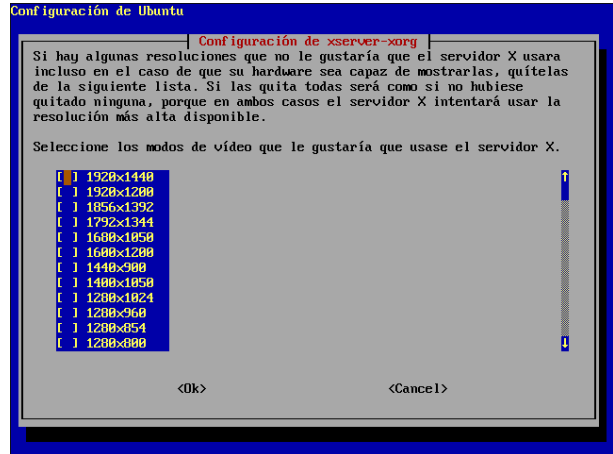 Configuración de Ubuntu
Configuración de xserver-xorg
Si hay algunas resoluciones que no le gustaría que el servidor X usara
incluso en el caso de que su hardware sea capaz de mostrarlas, quítelas
de la siguiente lista. Si las quita todas será como si no hubiese
quitado ninguna, porque en ambos casos el servidor X intentará usar la
resolución más alta disponible.
Seleccione los modos de vídeo que le gustaría que usase el servidor X.
[ ] 1920x1440
[ ] 1920x1200
[ ] 1856x1392
[ ] 1792x1344
[ ] 1680x1050
[ ] 1600x1200
[ ] 1440x900
[ ] 1400x1050
[ ] 1280x1024
[ ] 1280x960
[ ] 1280x854
[ ] 1280x800
<Ok> <Cancel>